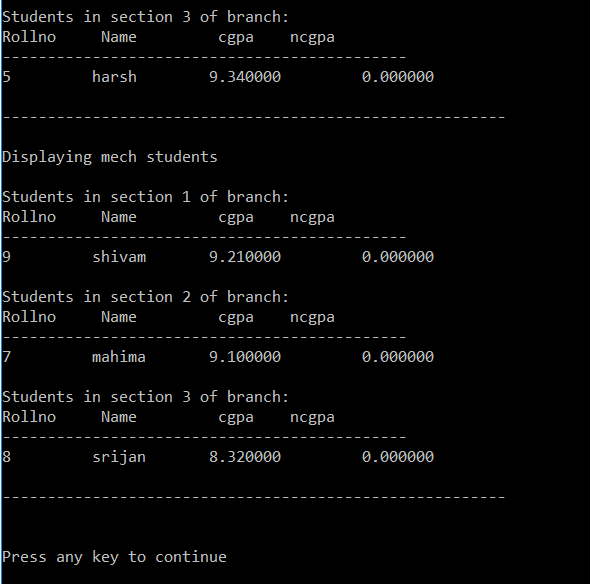 Students in section 3 of branch:
Rollno     Name         cgpa    ncgpa
---------------------------------------------
5         harsh        9.340000         0.000000
--------------------------------------------------------
Displaying mech students
Students in section 1 of branch:
Rollno     Name         cgpa    ncgpa
---------------------------------------------
9         shivam       9.210000         0.000000
Students in section 2 of branch:
Rollno     Name         cgpa    ncgpa
---------------------------------------------
7         mahima       9.100000         0.000000
Students in section 3 of branch:
Rollno     Name         cgpa    ncgpa
---------------------------------------------
8         srijan       8.320000         0.000000
--------------------------------------------------------
Press any key to continue